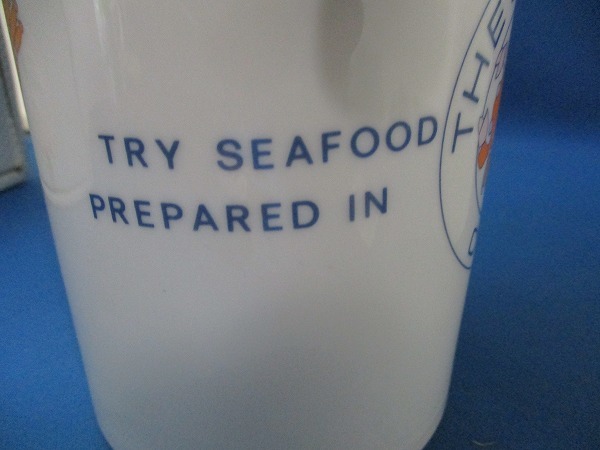 TRY SEAFOOD
PREPARED IN
THE